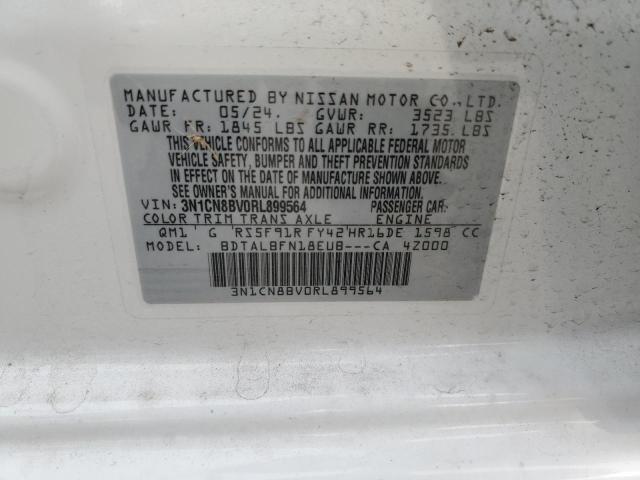 MANUFACTURED BY NISSAN MOTOR CO., LTD.
DATE: 05/24. GVWR: 3523 LBS
GAWR FR: 1845 LBS GAWR RR: 1735 LBS
THIS VEHICLE CONFORMS TO ALL APPLICABLE FEDERAL MOTOR
VEHICLE SAFETY, BUMPER AND THEFT PREVENTION STANDARDS
IN EFFECT ON THE DATE OF MANUFACTURE SHOWN ABOVE.
SEE OWNER'S MANUAL FOR ADDITIONAL INFORMATION.
VIN: 3N1CN8BV0RL899564 PASSENGER CAR
COLOR TRIM TRANS AXLE ENGINE
QM1 G RS5F91R FY42 HR16DE 1598 CC
MODEL: BDTALBFN18EUB---CA 4Z000
3N1CN8BV0RL899564